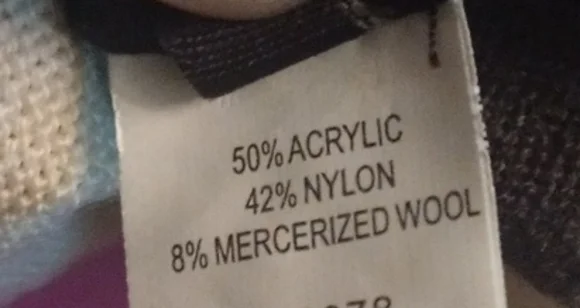 50% ACRYLIC
42% NYLON
8% MERCERIZED WOOL